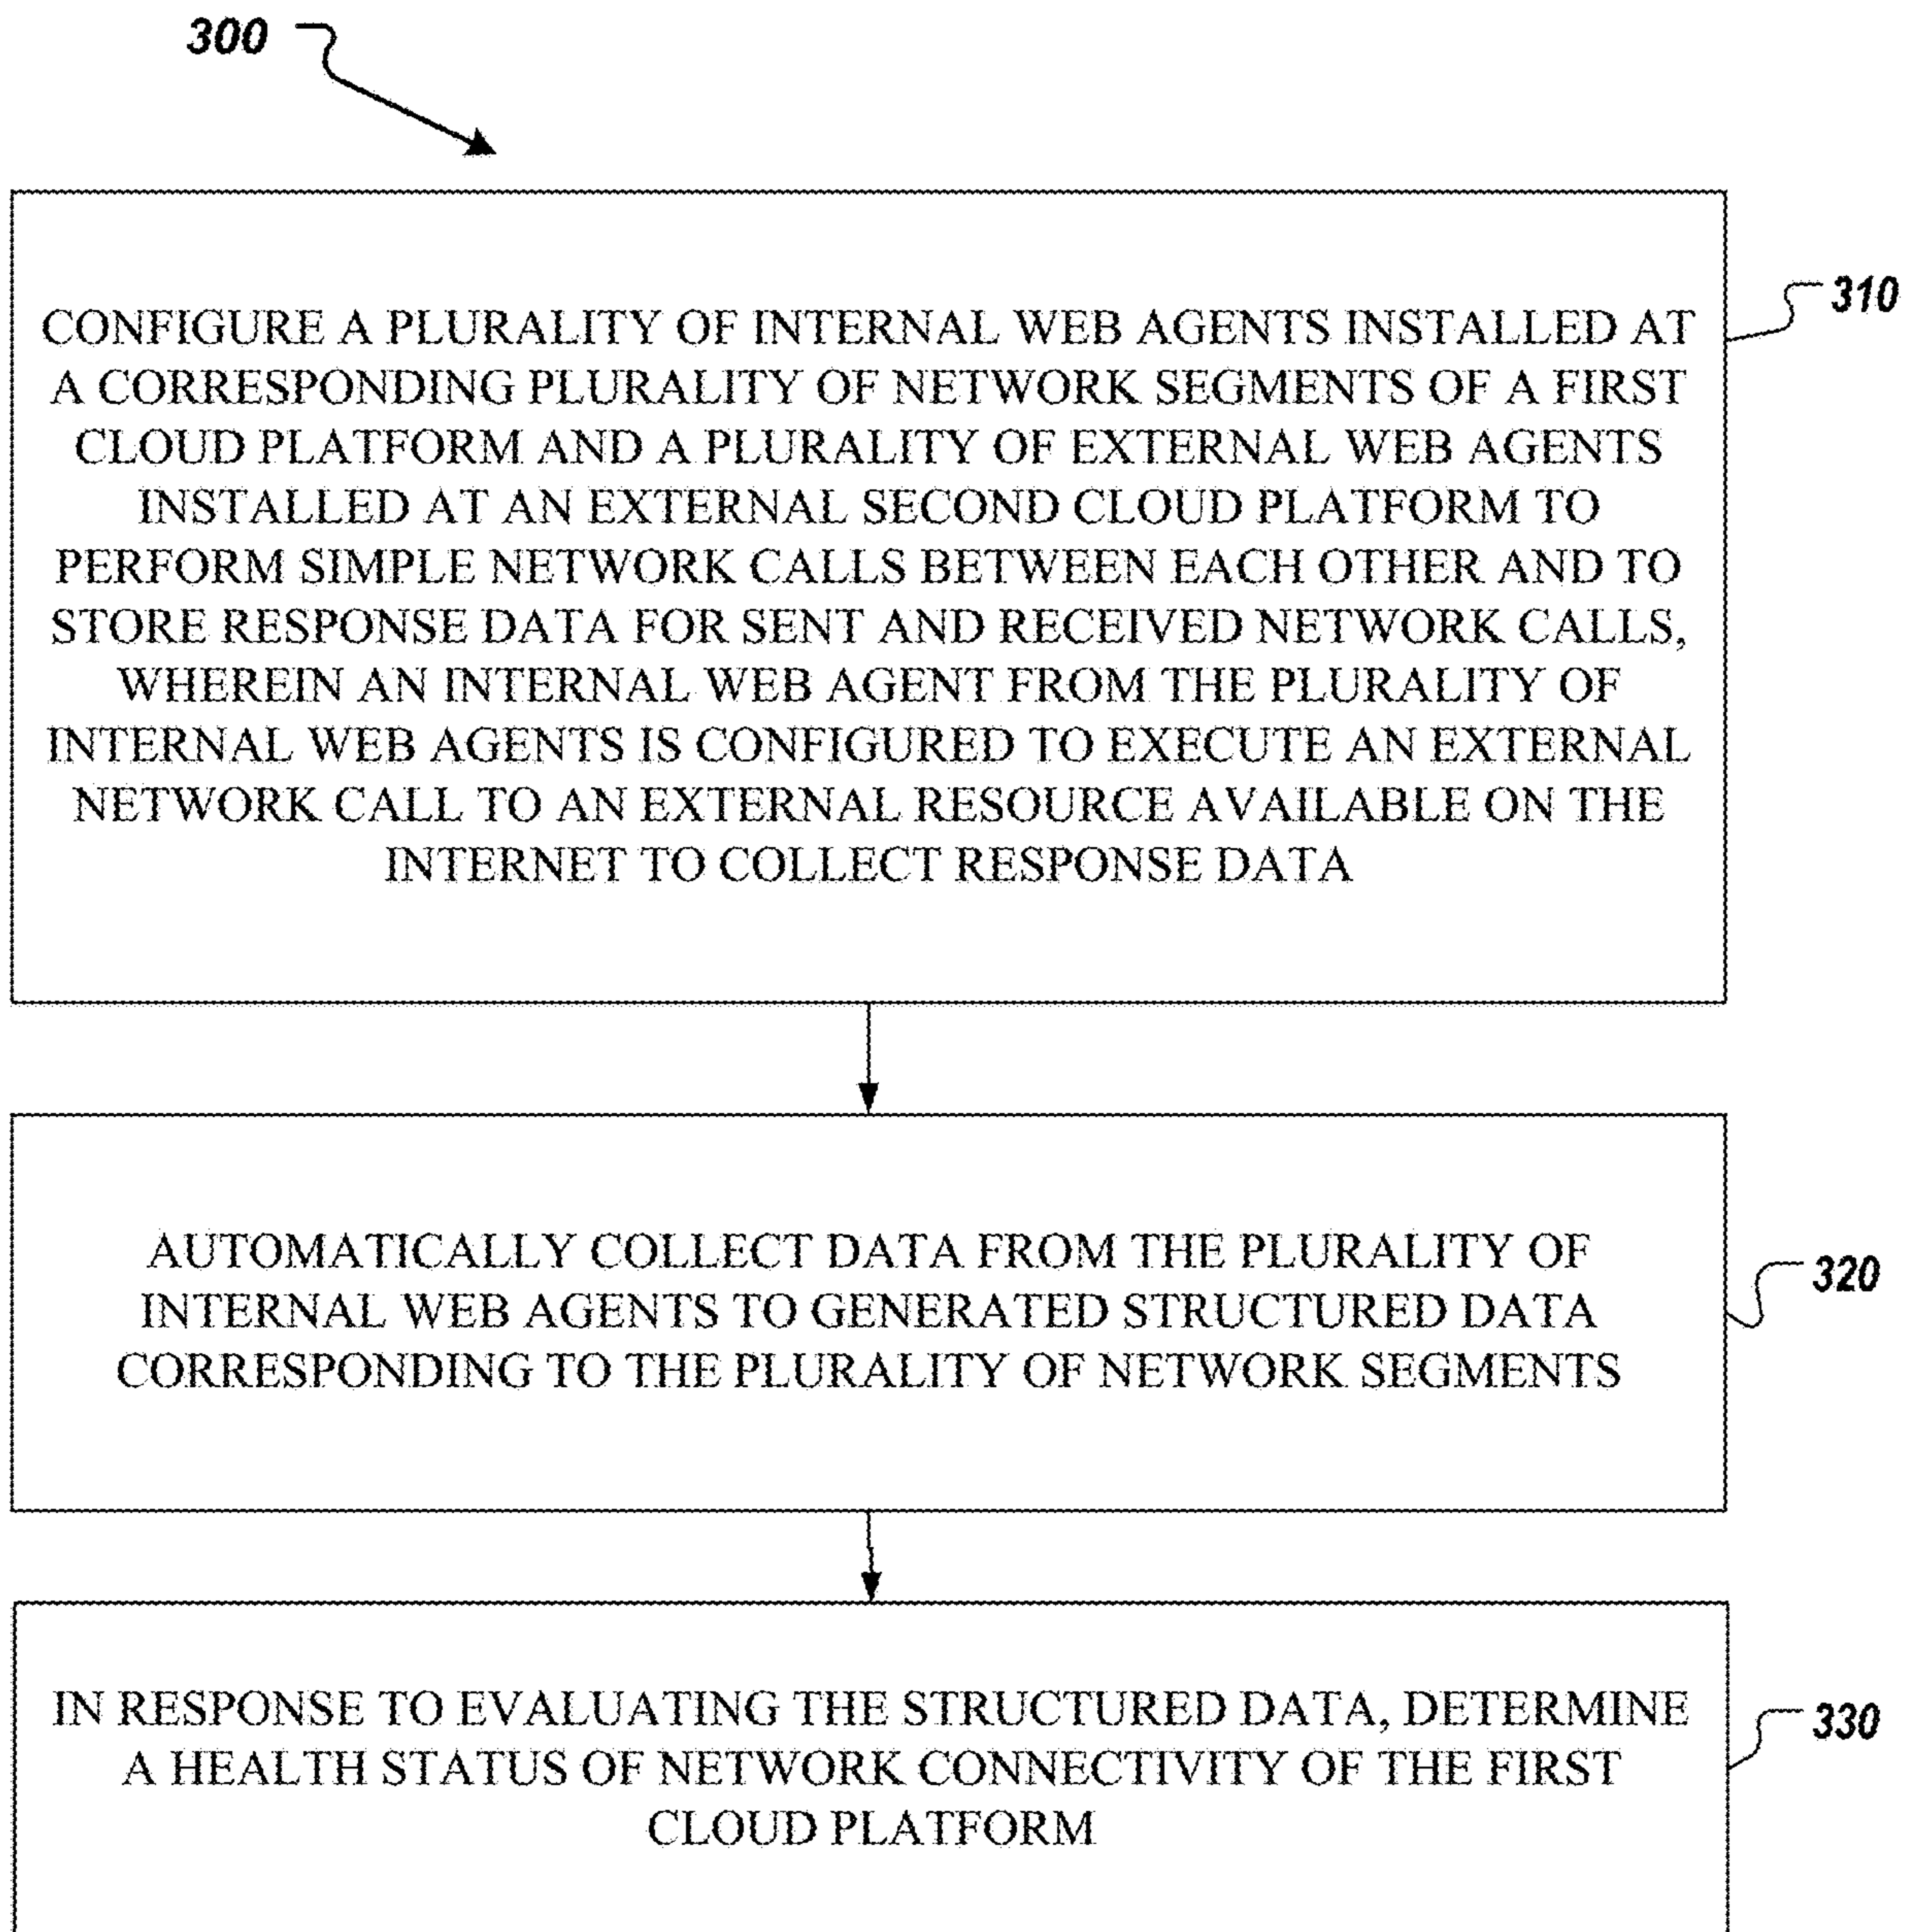 300
CONFIGURE A PLURALITY OF INTERNAL WEB AGENTS INSTALLED AT
A CORRESPONDING PLURALITY OF NETWORK SEGMENTS OF A FIRST
CLOUD PLATFORM AND A PLURALITY OF EXTERNAL WEB AGENTS
INSTALLED AT AN EXTERNAL SECOND CLOUD PLATFORM TO
PERFORM SIMPLE NETWORK CALLS BETWEEN EACH OTHER AND TO
STORE RESPONSE DATA FOR SENT AND RECEIVED NETWORK CALLS,
WHEREIN AN INTERNAL WEB AGENT FROM THE PLURALITY OF
INTERNAL WEB AGENTS IS CONFIGURED TO EXECUTE AN EXTERNAL
NETWORK CALL TO AN EXTERNAL RESOURCE AVAILABLE ON THE
INTERNET TO COLLECT RESPONSE DATA
310
AUTOMATICALLY COLLECT DATA FROM THE PLURALITY OF
INTERNAL WEB AGENTS TO GENERATED STRUCTURED DATA
CORRESPONDING TO THE PLURALITY OF NETWORK SEGMENTS
320
IN RESPONSE TO EVALUATING THE STRUCTURED DATA, DETERMINE
A HEALTH STATUS OF NETWORK CONNECTIVITY OF THE FIRST
CLOUD PLATFORM
330